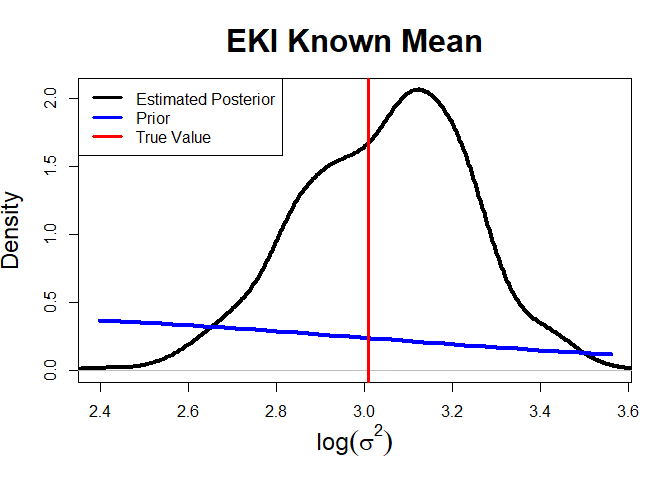 EKI Known Mean
Estimated Posterior
Prior
True Value
Density
0.0 0.5 1.0 1.5 2.0
2.4 2.6 2.8 3.0 3.2 3.4 3.6
log(σ²)